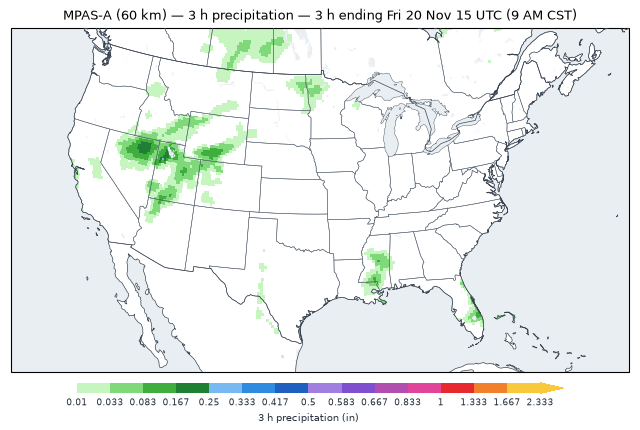 MPAS-A (60 km) — 3 h precipitation — 3 h ending Fri 20 Nov 15 UTC (9 AM CST)
0.01 0.033 0.083 0.167 0.25 0.333 0.417 0.5 0.583 0.667 0.833 1 1.333 1.667 2.333
3 h precipitation (in)